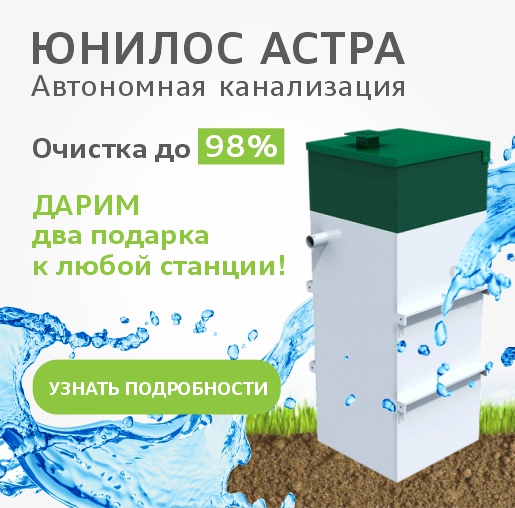 ЮНИЛОС АСТРА
Автономная канализация
Очистка до 98%
ДАРИМ
два подарка
к любой станции!
УЗНАТЬ ПОДРОБНОСТИ